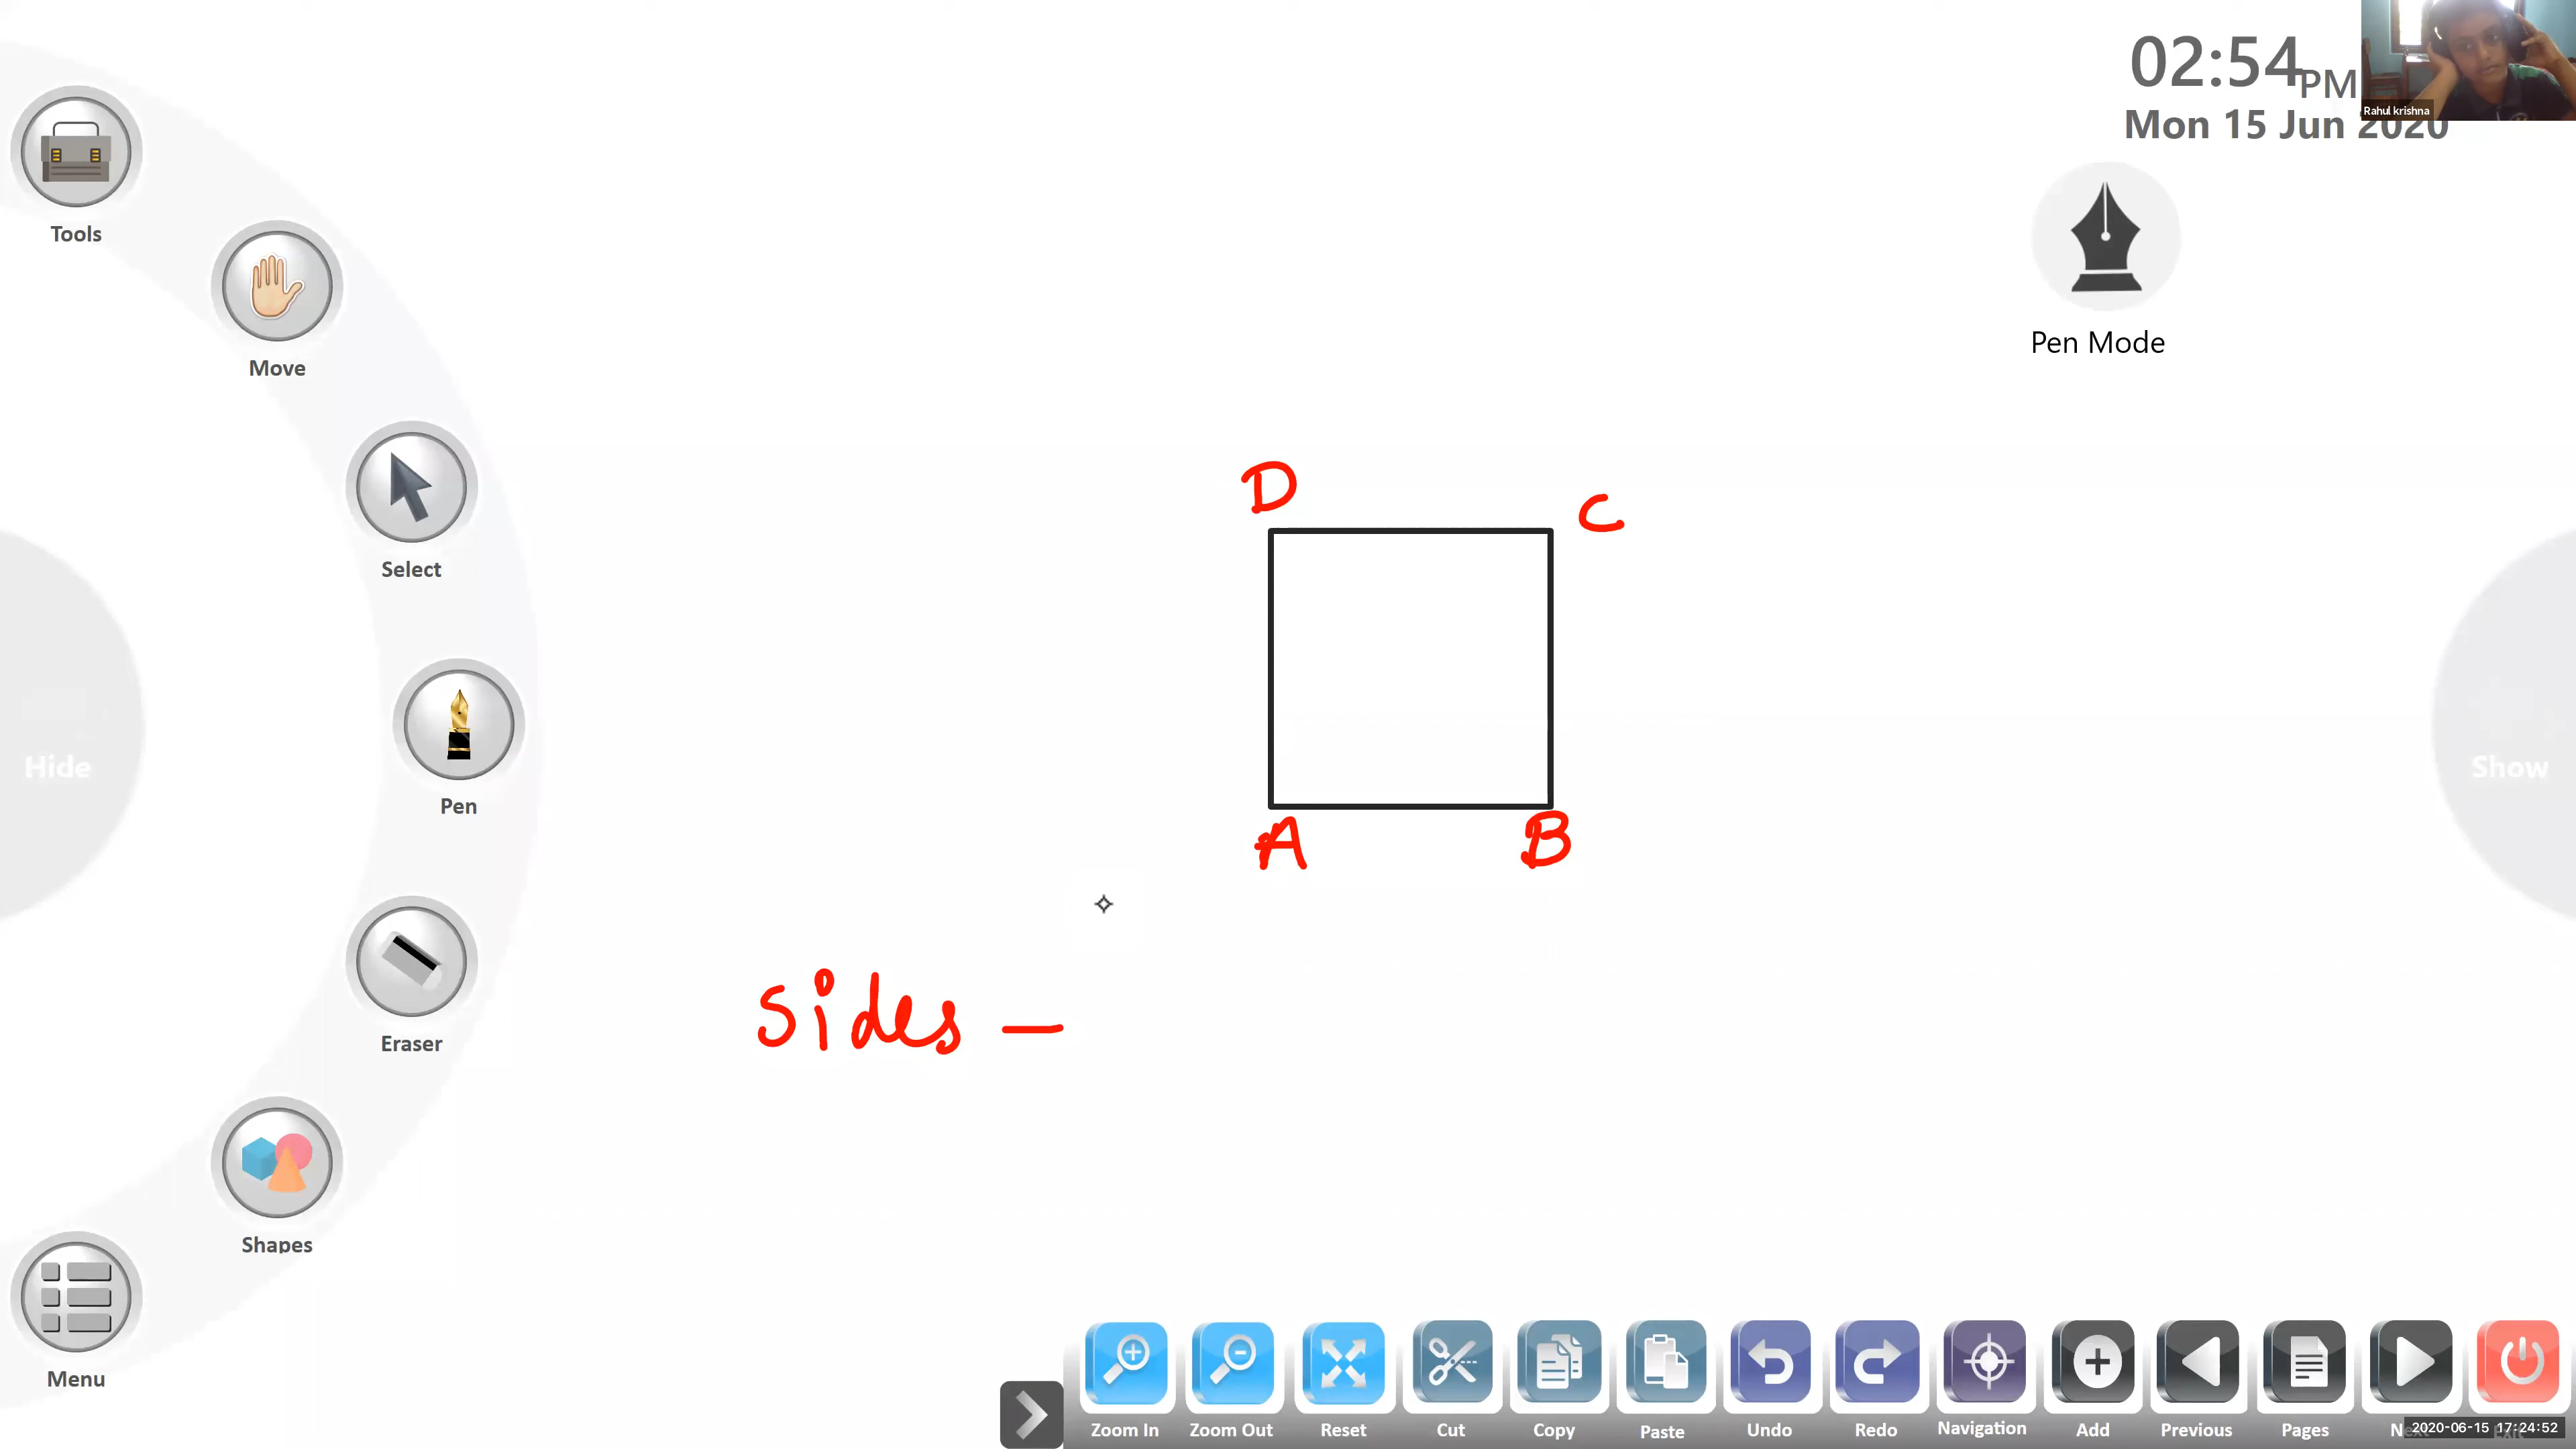 02:54 PM
Mon 15 Jun 2020
Rahul krishna
Tools
Move
Pen Mode
Select
D
C
Hide
Show
Pen
A
B
Eraser
Sides –
Shapes
Menu
Zoom In
Zoom Out
Reset
Cut
Copy
Paste
Undo
Redo
Navigation
Add
Previous
Pages
2020-06-15 17:24:52